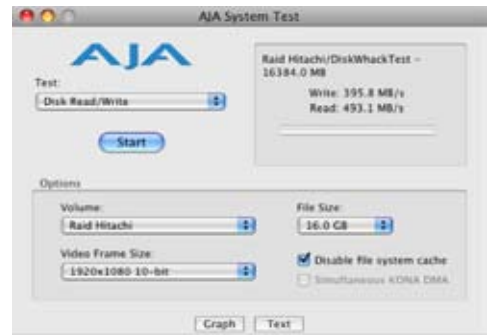 AJA System Test
AJA
Raid Hitachi/DiskWhackTest -
16384.0 MB
Write: 395.8 MB/s
Read: 493.1 MB/s
Test:
Disk Read/Write
Start
Options
Volume:
Raid Hitachi
File Size:
16.0 GB
Video Frame Size:
1920x1080 10-bit
Disable file system cache
Simultaneous KONA DMA
Graph
Text